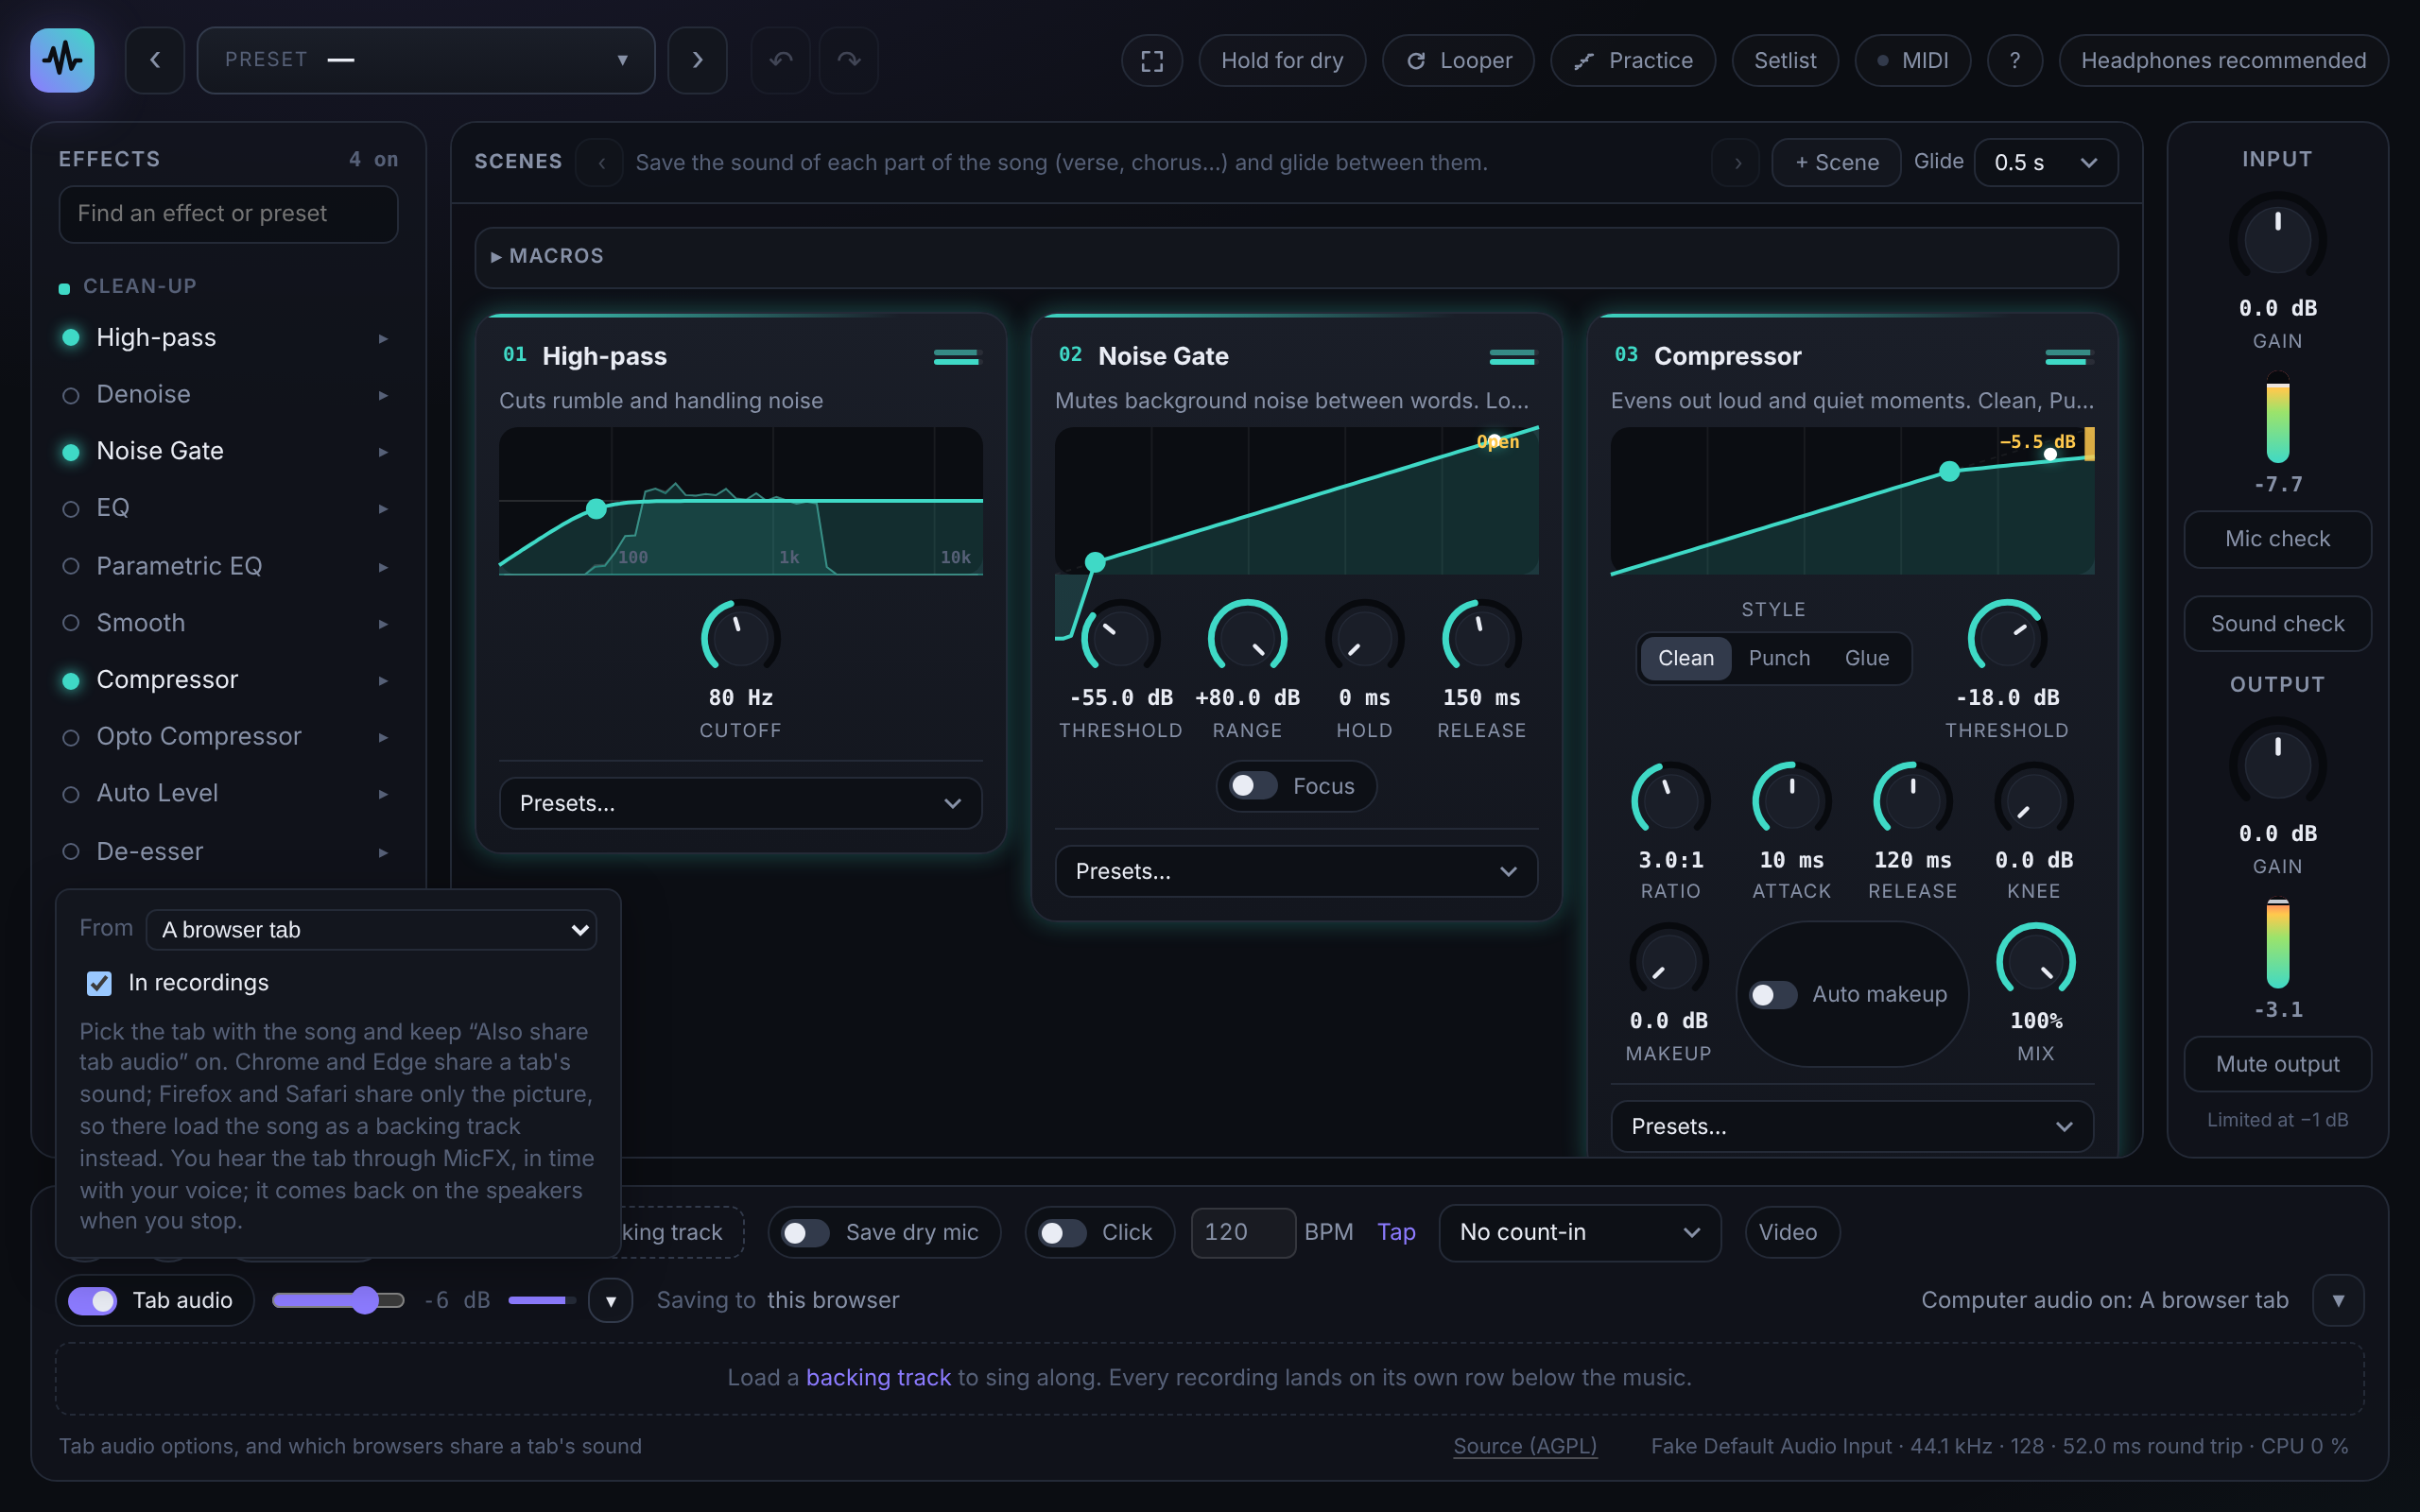 PRESET —
Hold for dry
Looper
Practice
Setlist
MIDI
?
Headphones recommended
EFFECTS
4 on
Find an effect or preset
CLEAN-UP
High-pass
Denoise
Noise Gate
EQ
Parametric EQ
Smooth
Compressor
Opto Compressor
Auto Level
De-esser
SCENES
Save the sound of each part of the song (verse, chorus…) and glide between them.
+ Scene
Glide
0.5 s
MACROS
01 High-pass
Cuts rumble and handling noise
100
1k
10k
80 Hz
CUTOFF
Presets…
02 Noise Gate
Mutes background noise between words. Lo…
Open
-55.0 dB
+80.0 dB
0 ms
150 ms
THRESHOLD
RANGE
HOLD
RELEASE
Focus
Presets…
03 Compressor
Evens out loud and quiet moments. Clean, Pu…
−5.5 dB
STYLE
Clean
Punch
Glue
-18.0 dB
THRESHOLD
3.0:1
10 ms
120 ms
0.0 dB
RATIO
ATTACK
RELEASE
KNEE
0.0 dB
MAKEUP
Auto makeup
100%
MIX
Presets…
INPUT
0.0 dB
GAIN
-7.7
Mic check
Sound check
OUTPUT
0.0 dB
GAIN
-3.1
Mute output
Limited at −1 dB
From
A browser tab
In recordings
Pick the tab with the song and keep “Also share
tab audio” on. Chrome and Edge share a tab's
sound; Firefox and Safari share only the picture,
so there load the song as a backing track
instead. You hear the tab through MicFX, in time
with your voice; it comes back on the speakers
when you stop.
king track
Save dry mic
Click
120
BPM
Tap
No count-in
Video
Tab audio
-6 dB
Saving to this browser
Computer audio on: A browser tab
Load a backing track to sing along. Every recording lands on its own row below the music.
Tab audio options, and which browsers share a tab's sound
Source (AGPL)
Fake Default Audio Input · 44.1 kHz · 128 · 52.0 ms round trip · CPU 0 %